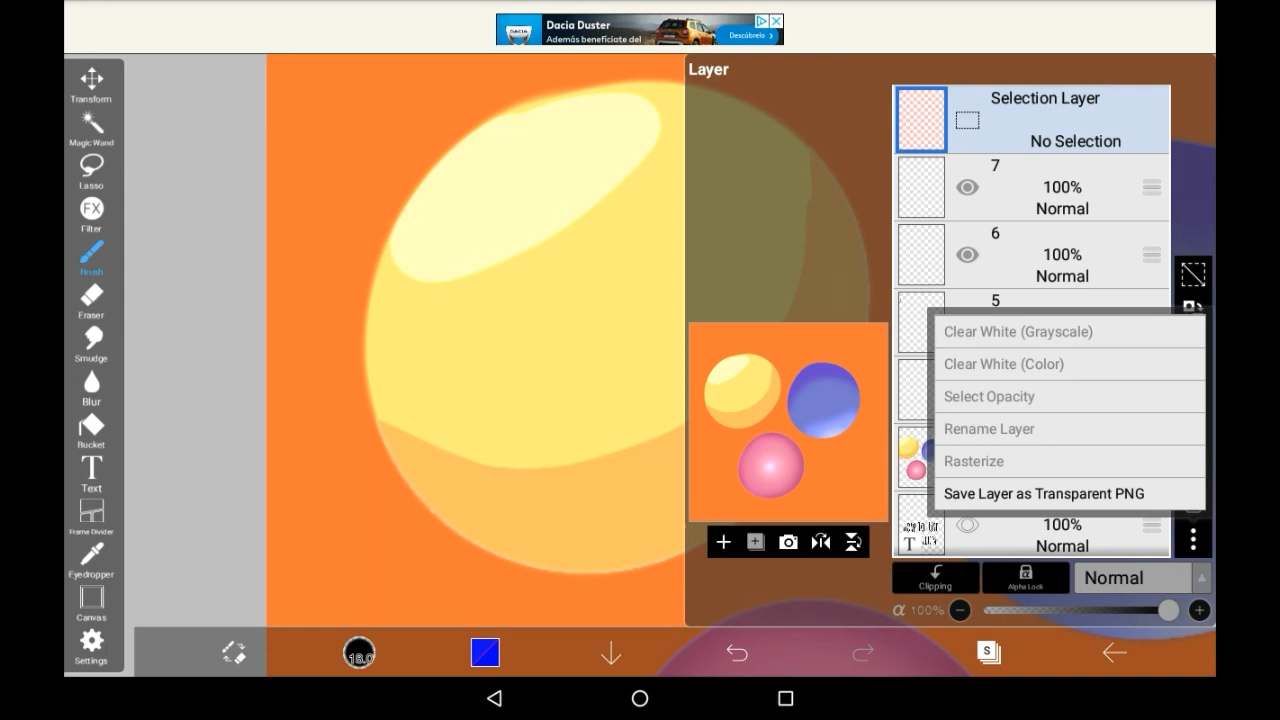 DACIA
Dacia Duster
Además benefíciate del
Descúbrelo
Layer
Transform
Magic Wand
Lasso
FX
Filter
Brush
Eraser
Smudge
Blur
Bucket
T
Text
Frame Divider
Eyedropper
Canvas
Settings
Selection Layer
No Selection
7
100%
Normal
6
100%
Normal
5
Clear White (Grayscale)
Clear White (Color)
Select Opacity
Rename Layer
Rasterize
Save Layer as Transparent PNG
T
100%
Normal
Clipping
Alpha Lock
Normal
α 100%
18.0
S